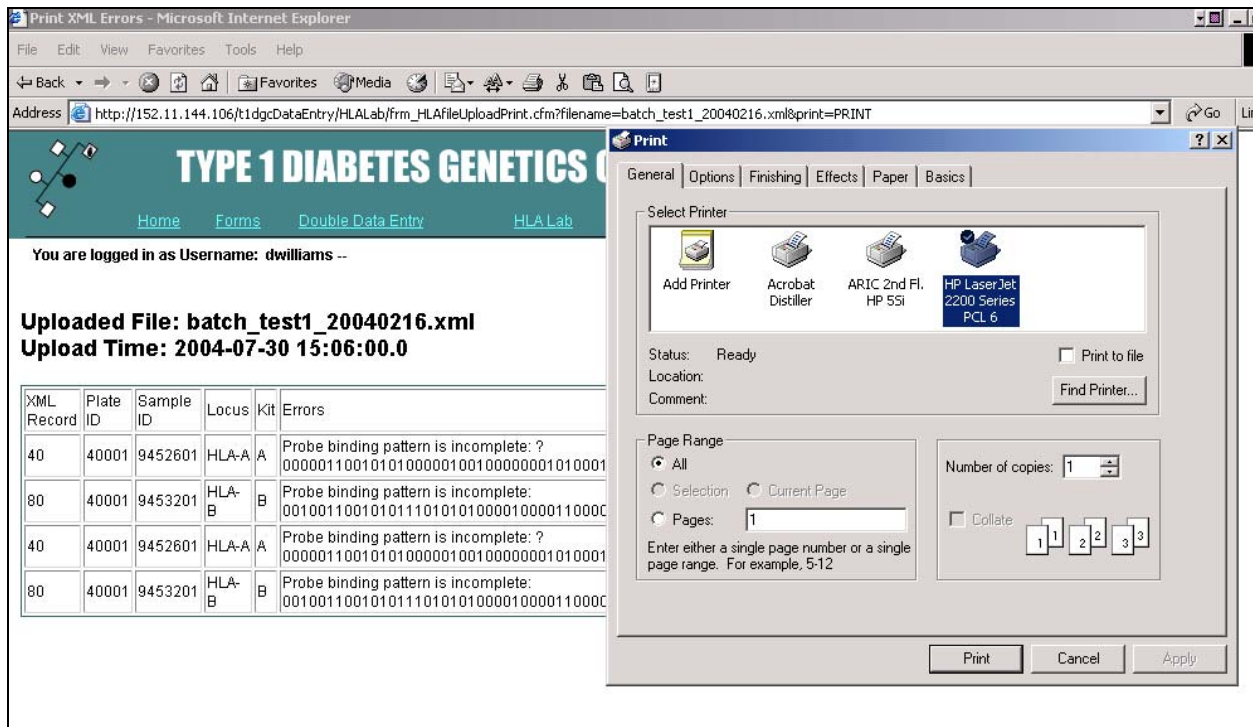 Print XML Errors - Microsoft Internet Explorer
File Edit View Favorites Tools Help
Back Favorites Media
Address http://152.11.144.106/t1dgcDataEntry/HLALab/frm_HLAfileUploadPrint.cfm?filename=batch_test1_20040216.xml&print=PRINT Go
TYPE 1 DIABETES GENETICS
Home Forms Double Data Entry HLA Lab
You are logged in as Username: dwilliams --
Uploaded File: batch_test1_20040216.xml
Upload Time: 2004-07-30 15:06:00.0
XML Record Plate ID Sample ID Locus Kit Errors
40 40001 9452601 HLA-A A Probe binding pattern is incomplete: ?
80 40001 9453201 HLA-B B Probe binding pattern is incomplete:
40 40001 9452601 HLA-A A Probe binding pattern is incomplete: ?
80 40001 9453201 HLA-B B Probe binding pattern is incomplete:
Print
General Options Finishing Effects Paper Basics
Select Printer
Add Printer
Acrobat Distiller
ARIC 2nd Fl. HP 5Si
HP LaserJet 2200 Series PCL 6
Status: Ready
Print to file
Location:
Comment:
Find Printer...
Page Range
All
Selection Current Page
Pages: 1
Enter either a single page number or a single
page range. For example, 5-12
Number of copies: 1
Collate
1 1 2 2 3 3
Print Cancel Apply